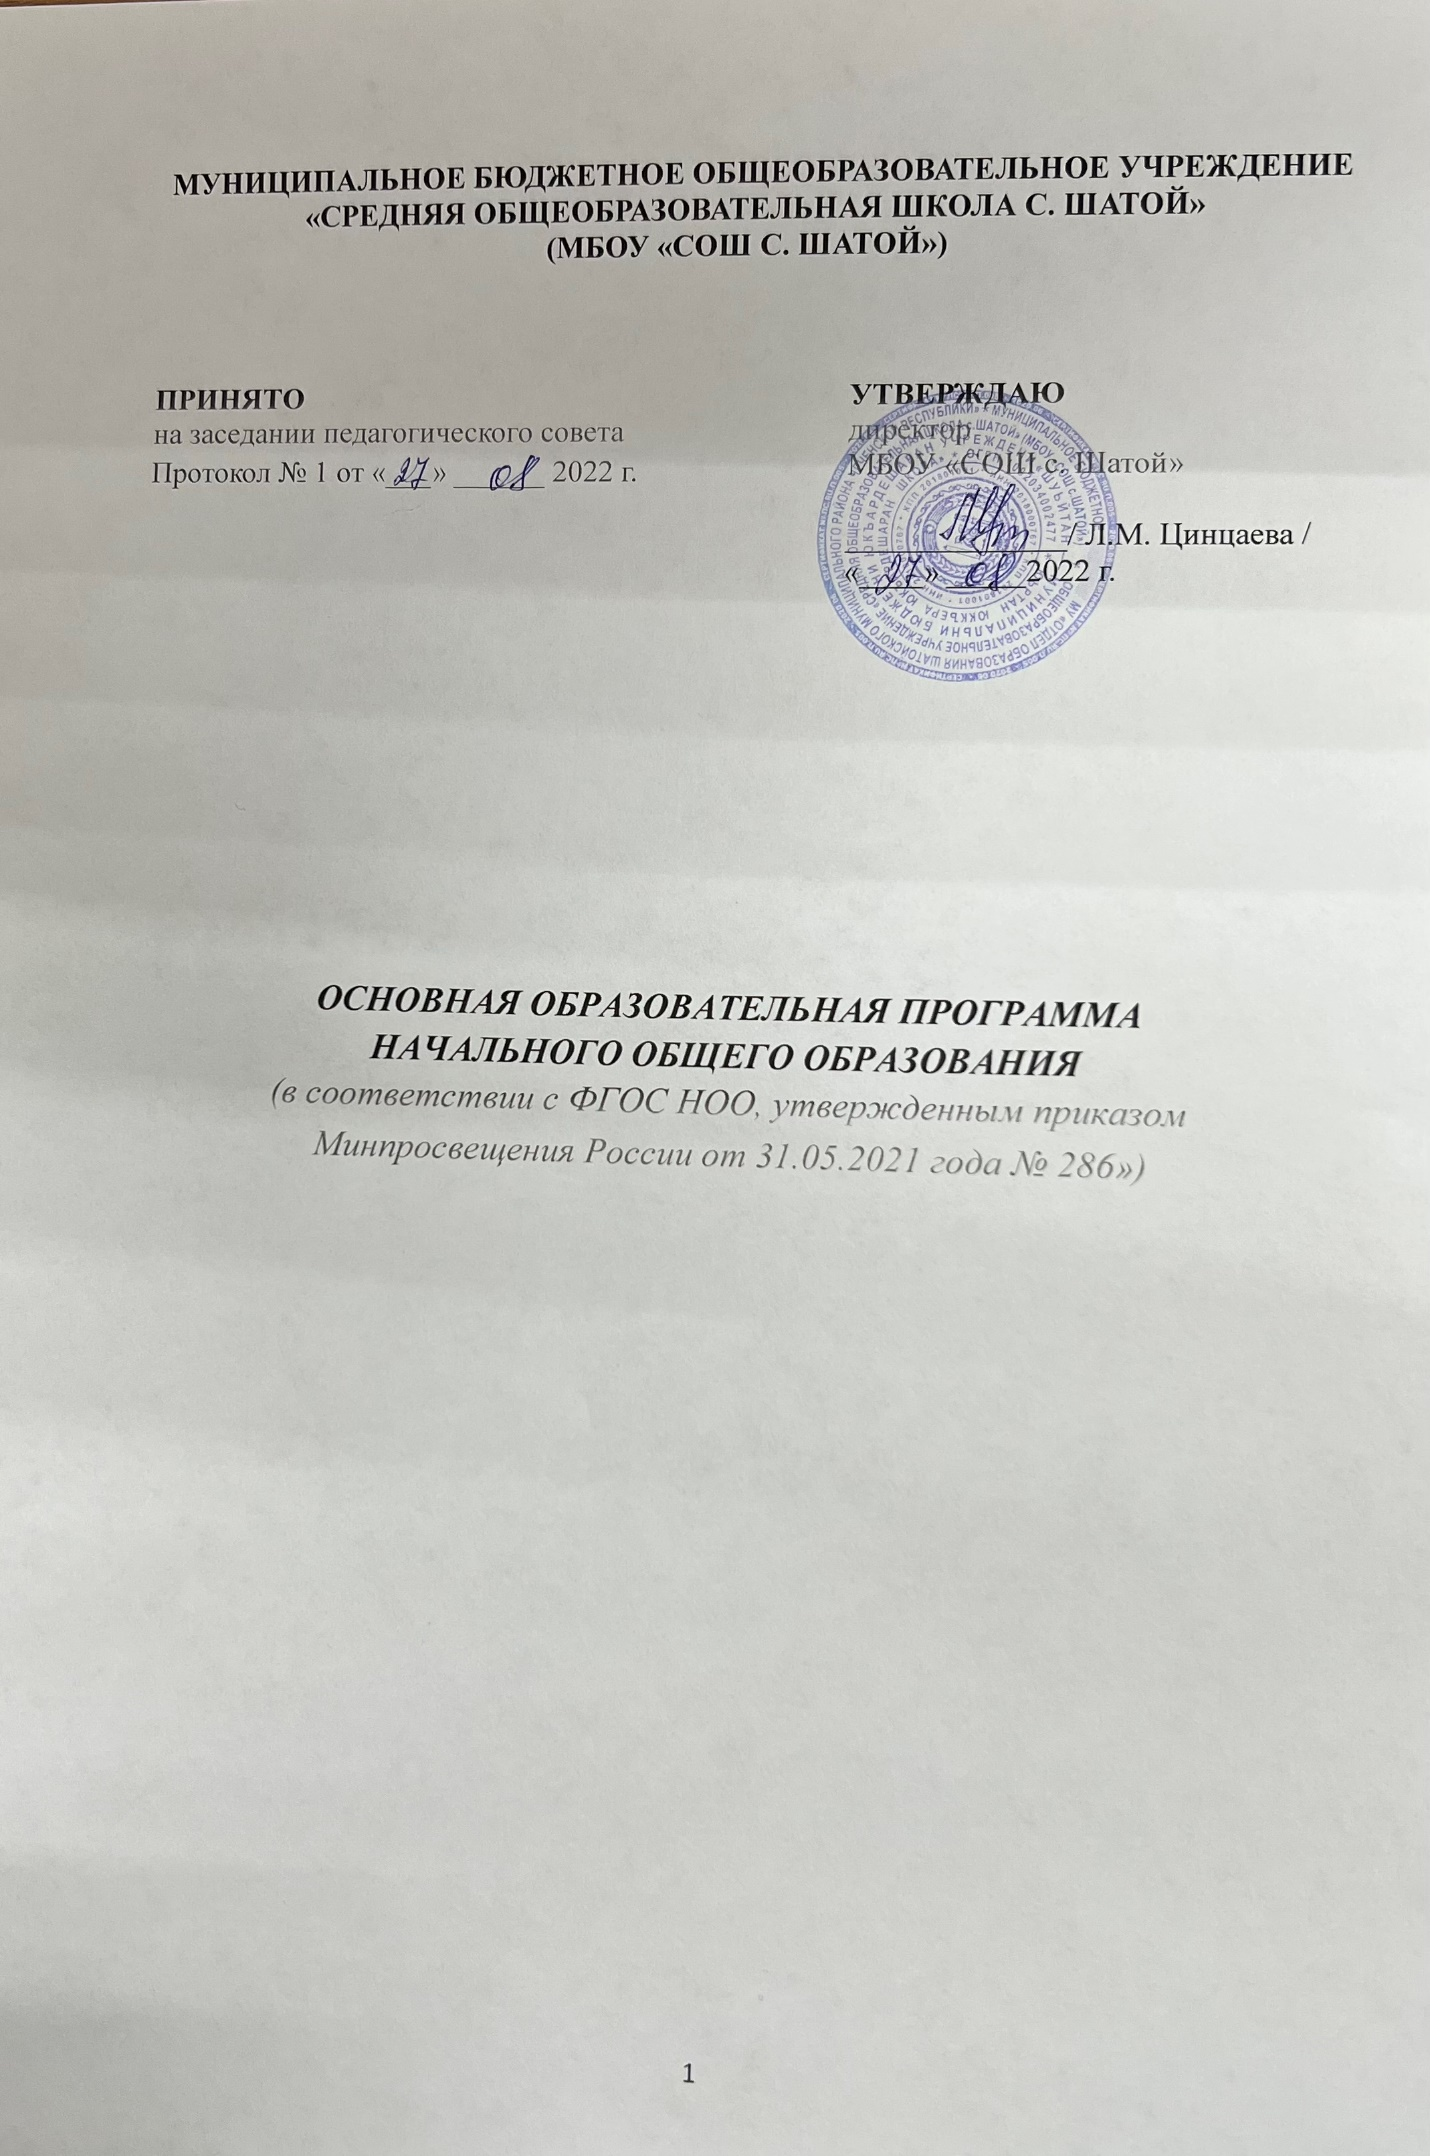 МУНИЦИПАЛЬНОЕ БЮДЖЕТНОЕ ОБЩЕОБРАЗОВАТЕЛЬНОЕ УЧРЕЖДЕНИЕ
«СРЕДНЯЯ ОБЩЕОБРАЗОВАТЕЛЬНАЯ ШКОЛА С. ШАТОЙ»
(МБОУ «СОШ С. ШАТОЙ»)
ПРИНЯТО
на заседании педагогического совета
Протокол № 1 от «27» 08 2022 г.
УТВЕРЖДАЮ
директор
МБОУ «СОШ с. Шатой»
/ Л.М. Цинцаева /
«27» 08 2022 г.
ОСНОВНАЯ ОБРАЗОВАТЕЛЬНАЯ ПРОГРАММА
НАЧАЛЬНОГО ОБЩЕГО ОБРАЗОВАНИЯ
(в соответствии с ФГОС НОО, утвержденным приказом
Минпросвещения России от 31.05.2021 года № 286»)
1